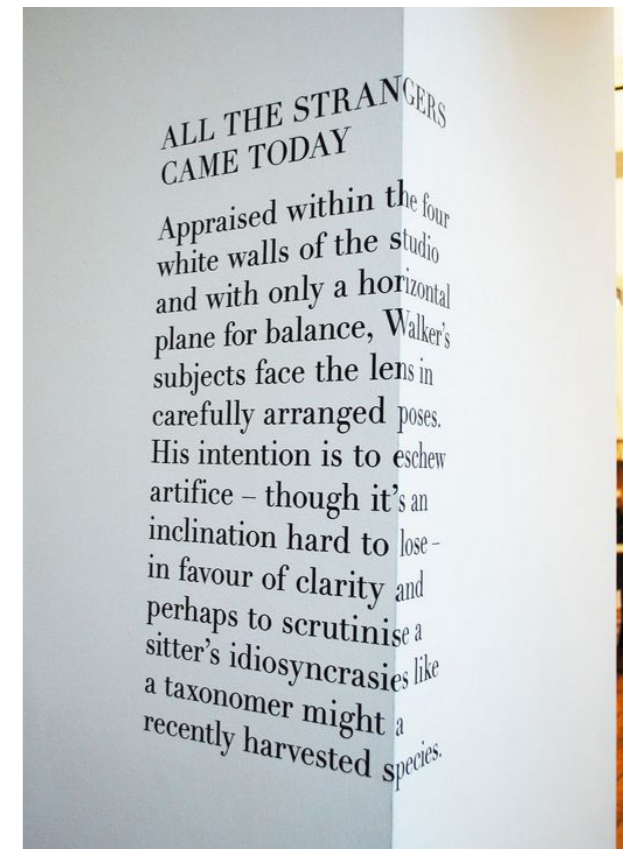 ALL THE STRANGERS
CAME TODAY
Appraised within the four
white walls of the studio
and with only a horizontal
plane for balance, Walker's
subjects face the lens in
carefully arranged poses.
His intention is to eschew
artifice – though it's an
inclination hard to lose –
in favour of clarity and
perhaps to scrutinise a
sitter's idiosyncrasies like
a taxonomer might a
recently harvested species.